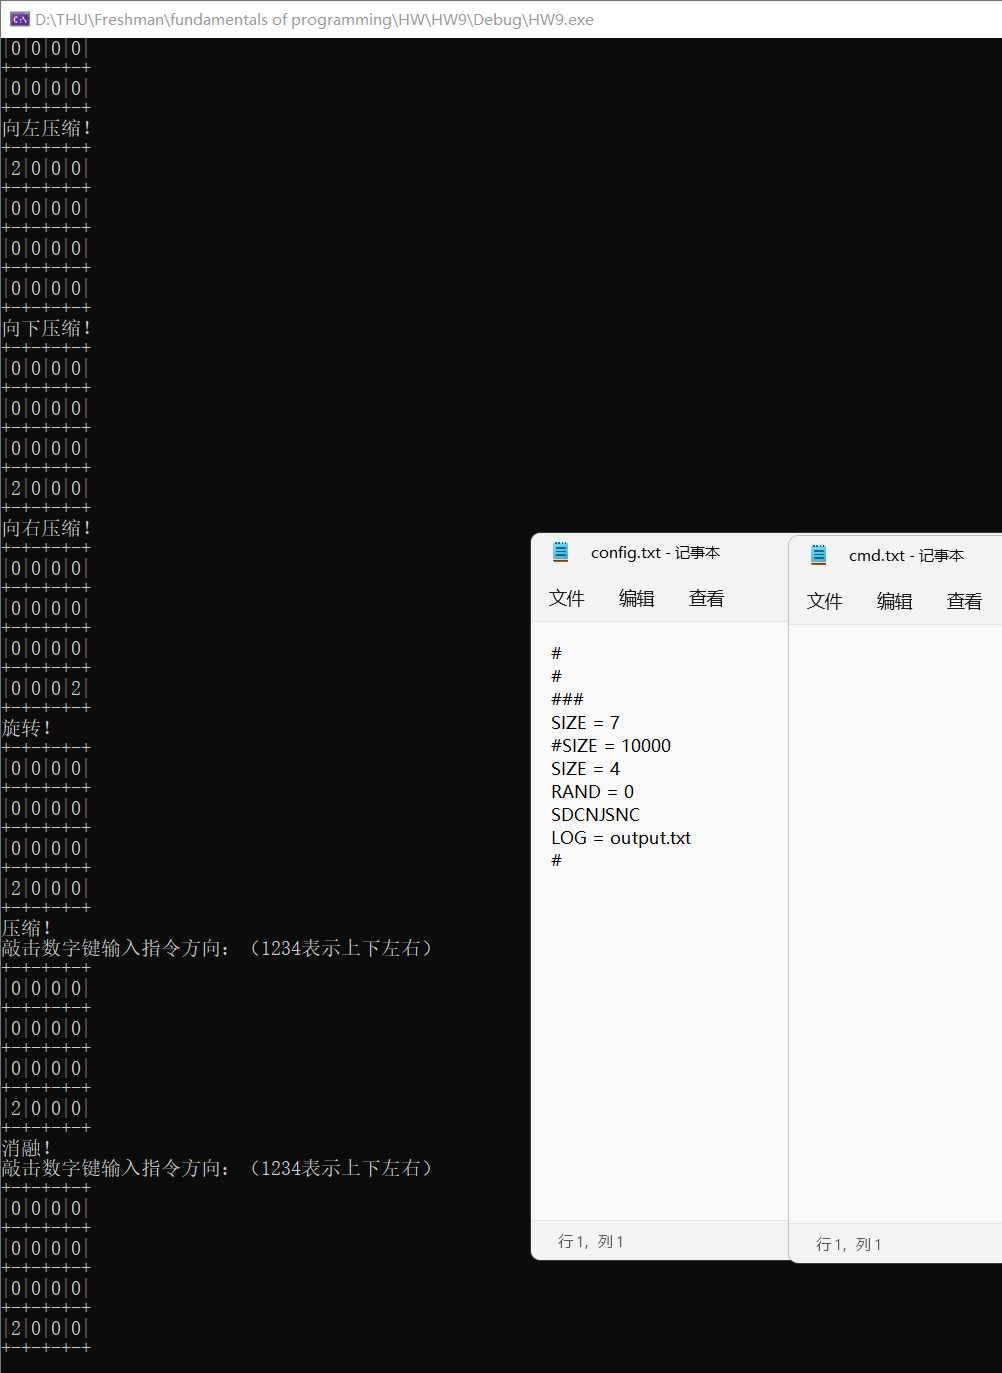 D:\THU\Freshman\fundamentals of programming\HW\HW9\Debug\HW9.exe
|0|0|0|0|
+-+-+-+-+
|0|0|0|0|
+-+-+-+-+
向左压缩!
+-+-+-+-+
|2|0|0|0|
+-+-+-+-+
|0|0|0|0|
+-+-+-+-+
|0|0|0|0|
+-+-+-+-+
|0|0|0|0|
+-+-+-+-+
向下压缩!
+-+-+-+-+
|0|0|0|0|
+-+-+-+-+
|0|0|0|0|
+-+-+-+-+
|0|0|0|0|
+-+-+-+-+
|2|0|0|0|
+-+-+-+-+
向右压缩!
+-+-+-+-+
|0|0|0|0|
+-+-+-+-+
|0|0|0|0|
+-+-+-+-+
|0|0|0|0|
+-+-+-+-+
|0|0|0|2|
+-+-+-+-+
旋转!
+-+-+-+-+
|0|0|0|0|
+-+-+-+-+
|0|0|0|0|
+-+-+-+-+
|0|0|0|0|
+-+-+-+-+
|2|0|0|0|
+-+-+-+-+
压缩!
敲击数字键输入指令方向：（1234表示上下左右）
+-+-+-+-+
|0|0|0|0|
+-+-+-+-+
|0|0|0|0|
+-+-+-+-+
|0|0|0|0|
+-+-+-+-+
|2|0|0|0|
+-+-+-+-+
消融!
敲击数字键输入指令方向：（1234表示上下左右）
+-+-+-+-+
|0|0|0|0|
+-+-+-+-+
|0|0|0|0|
+-+-+-+-+
|0|0|0|0|
+-+-+-+-+
|2|0|0|0|
+-+-+-+-+
config.txt - 记事本
文件 编辑 查看
#
#
###
SIZE = 7
#SIZE = 10000
SIZE = 4
RAND = 0
SDCNJSNC
LOG = output.txt
#
行 1，列 1
cmd.txt - 记事本
文件 编辑 查看
行 1，列 1